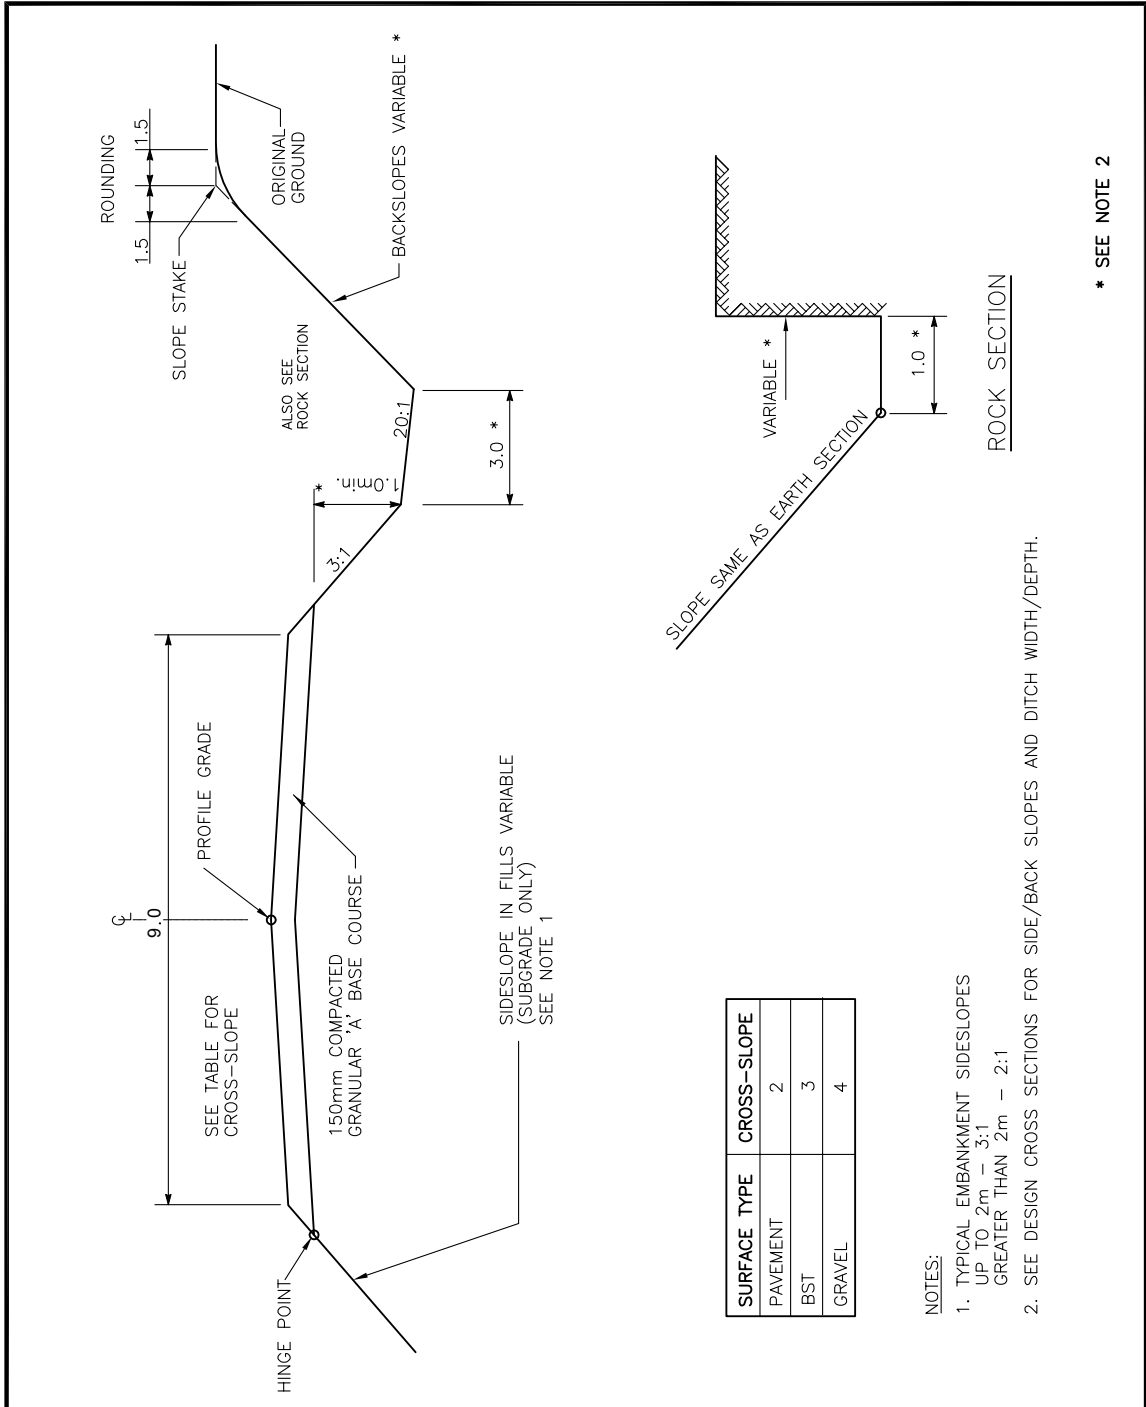 ROUNDING
1.5
1.5
SLOPE STAKE
ORIGINAL
GROUND
BACKSLOPES VARIABLE *
ALSO SEE
ROCK SECTION
20:1
3.0 *
1.0min.
*
3:1
℄
9.0
PROFILE GRADE
SEE TABLE FOR
CROSS-SLOPE
150mm COMPACTED
GRANULAR 'A' BASE COURSE
SIDESLOPE IN FILLS VARIABLE
(SUBGRADE ONLY)
SEE NOTE 1
HINGE POINT
VARIABLE *
SLOPE SAME AS EARTH SECTION
1.0 *
ROCK SECTION
SURFACE TYPE CROSS-SLOPE
PAVEMENT 2
BST 3
GRAVEL 4
NOTES:
1. TYPICAL EMBANKMENT SIDESLOPES
UP TO 2m - 3:1
GREATER THAN 2m - 2:1
2. SEE DESIGN CROSS SECTIONS FOR SIDE/BACK SLOPES AND DITCH WIDTH/DEPTH.
* SEE NOTE 2